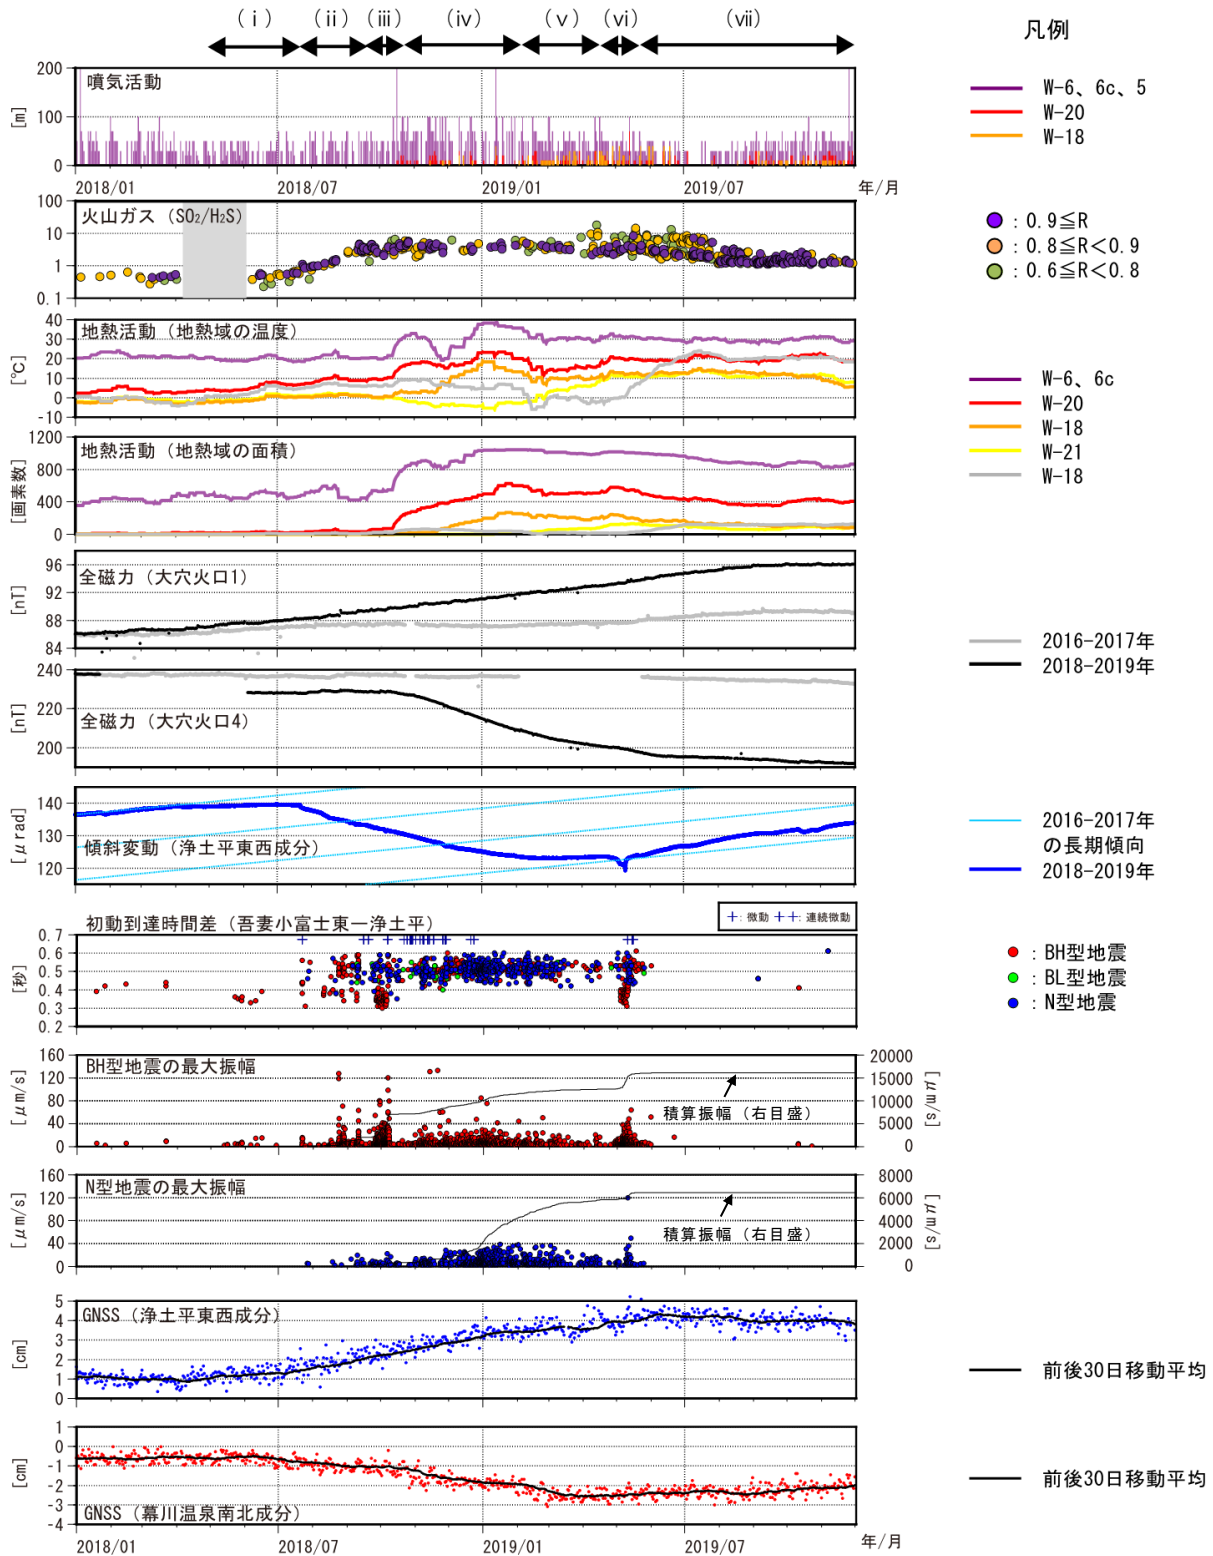 (ⅰ) (ⅱ) (ⅲ) (ⅳ) (ⅴ) (ⅵ) (ⅶ)
凡例
噴気活動
[m]
200
100
0
2018/01 2018/07 2019/01 2019/07 年/月
W-6、6c、5
W-20
W-18
火山ガス (SO₂/H₂S)
100
10
1
0.1
: 0.9≦R
: 0.8≦R<0.9
: 0.6≦R<0.8
地熱活動 (地熱域の温度)
[℃]
40
30
20
10
0
-10
W-6、6c
W-20
W-18
W-21
W-18
地熱活動 (地熱域の面積)
[画素数]
1200
800
400
0
全磁力 (大穴火口1)
[nT]
96
92
88
84
2016-2017年
2018-2019年
全磁力 (大穴火口4)
[nT]
240
220
200
傾斜変動 (浄土平東西成分)
[μrad]
140
130
120
2016-2017年
の長期傾向
2018-2019年
初動到達時間差 (吾妻小富士東ー浄土平)
+: 微動 ++: 連続微動
[秒]
0.7
0.6
0.5
0.4
0.3
0.2
: BH型地震
: BL型地震
: N型地震
BH型地震の最大振幅
[μm/s]
160
120
80
40
0
20000
15000
10000
5000
0
[μm/s]
積算振幅 (右目盛)
N型地震の最大振幅
[μm/s]
160
120
80
40
0
8000
6000
4000
2000
0
[μm/s]
積算振幅 (右目盛)
GNSS (浄土平東西成分)
[cm]
5
4
3
2
1
0
前後30日移動平均
[cm]
1
0
-1
-2
-3
-4
GNSS (幕川温泉南北成分)
前後30日移動平均
2018/01 2018/07 2019/01 2019/07 年/月